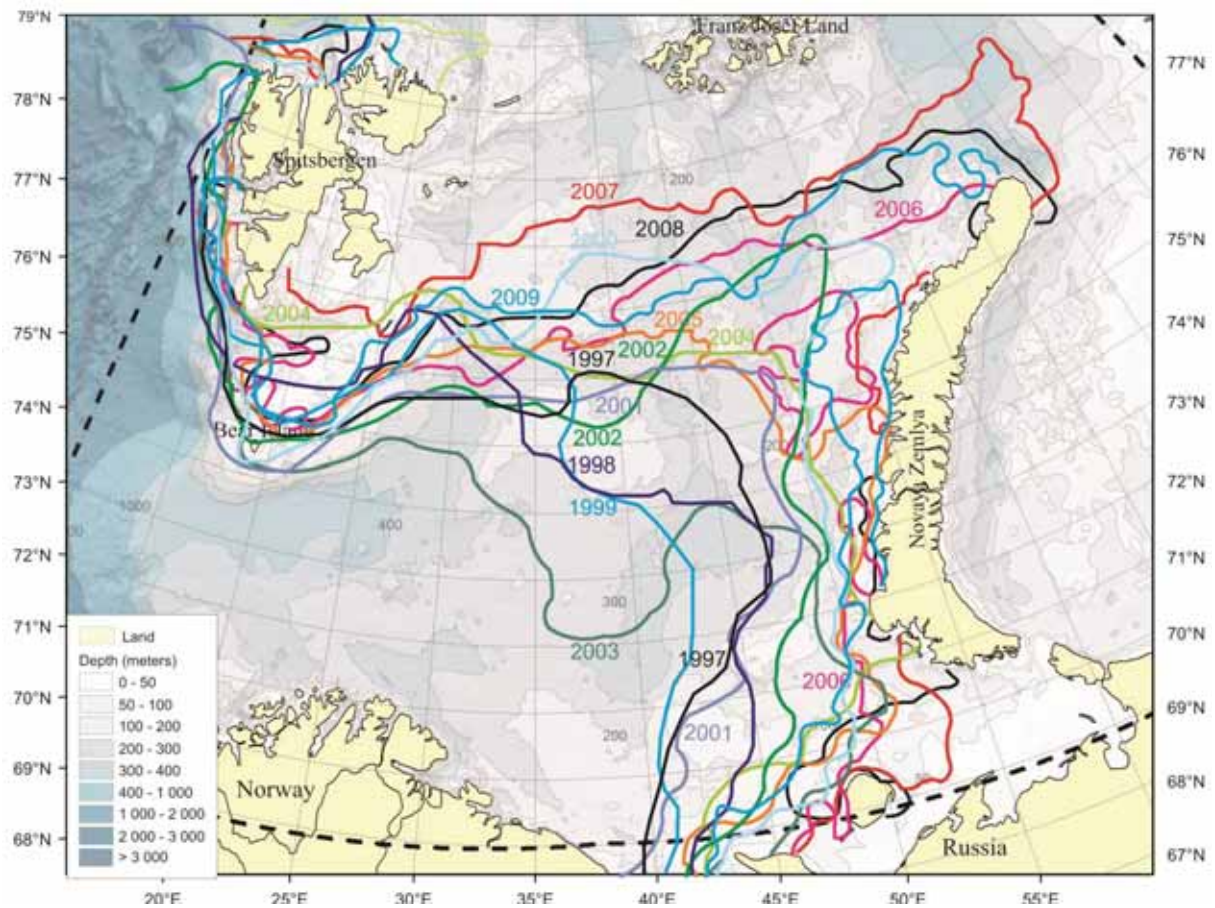 79°N
78°N
77°N
76°N
75°N
74°N
73°N
72°N
71°N
70°N
69°N
68°N
77°N
76°N
75°N
74°N
73°N
72°N
71°N
70°N
69°N
68°N
67°N
20°E
25°E
30°E
35°E
40°E
45°E
50°E
55°E
Franz Josef Land
Spitsbergen
200
2007
2008
2006
2009
2004
2005
2004
1997
2002
2001
Bear Island
2002
1998
1999
1000
400
300
2003
1997
2006
2001
200
Novaya Zemlya
Norway
Russia
Land
Depth (meters)
0 - 50
50 - 100
100 - 200
200 - 300
300 - 400
400 - 1 000
1 000 - 2 000
2 000 - 3 000
> 3 000